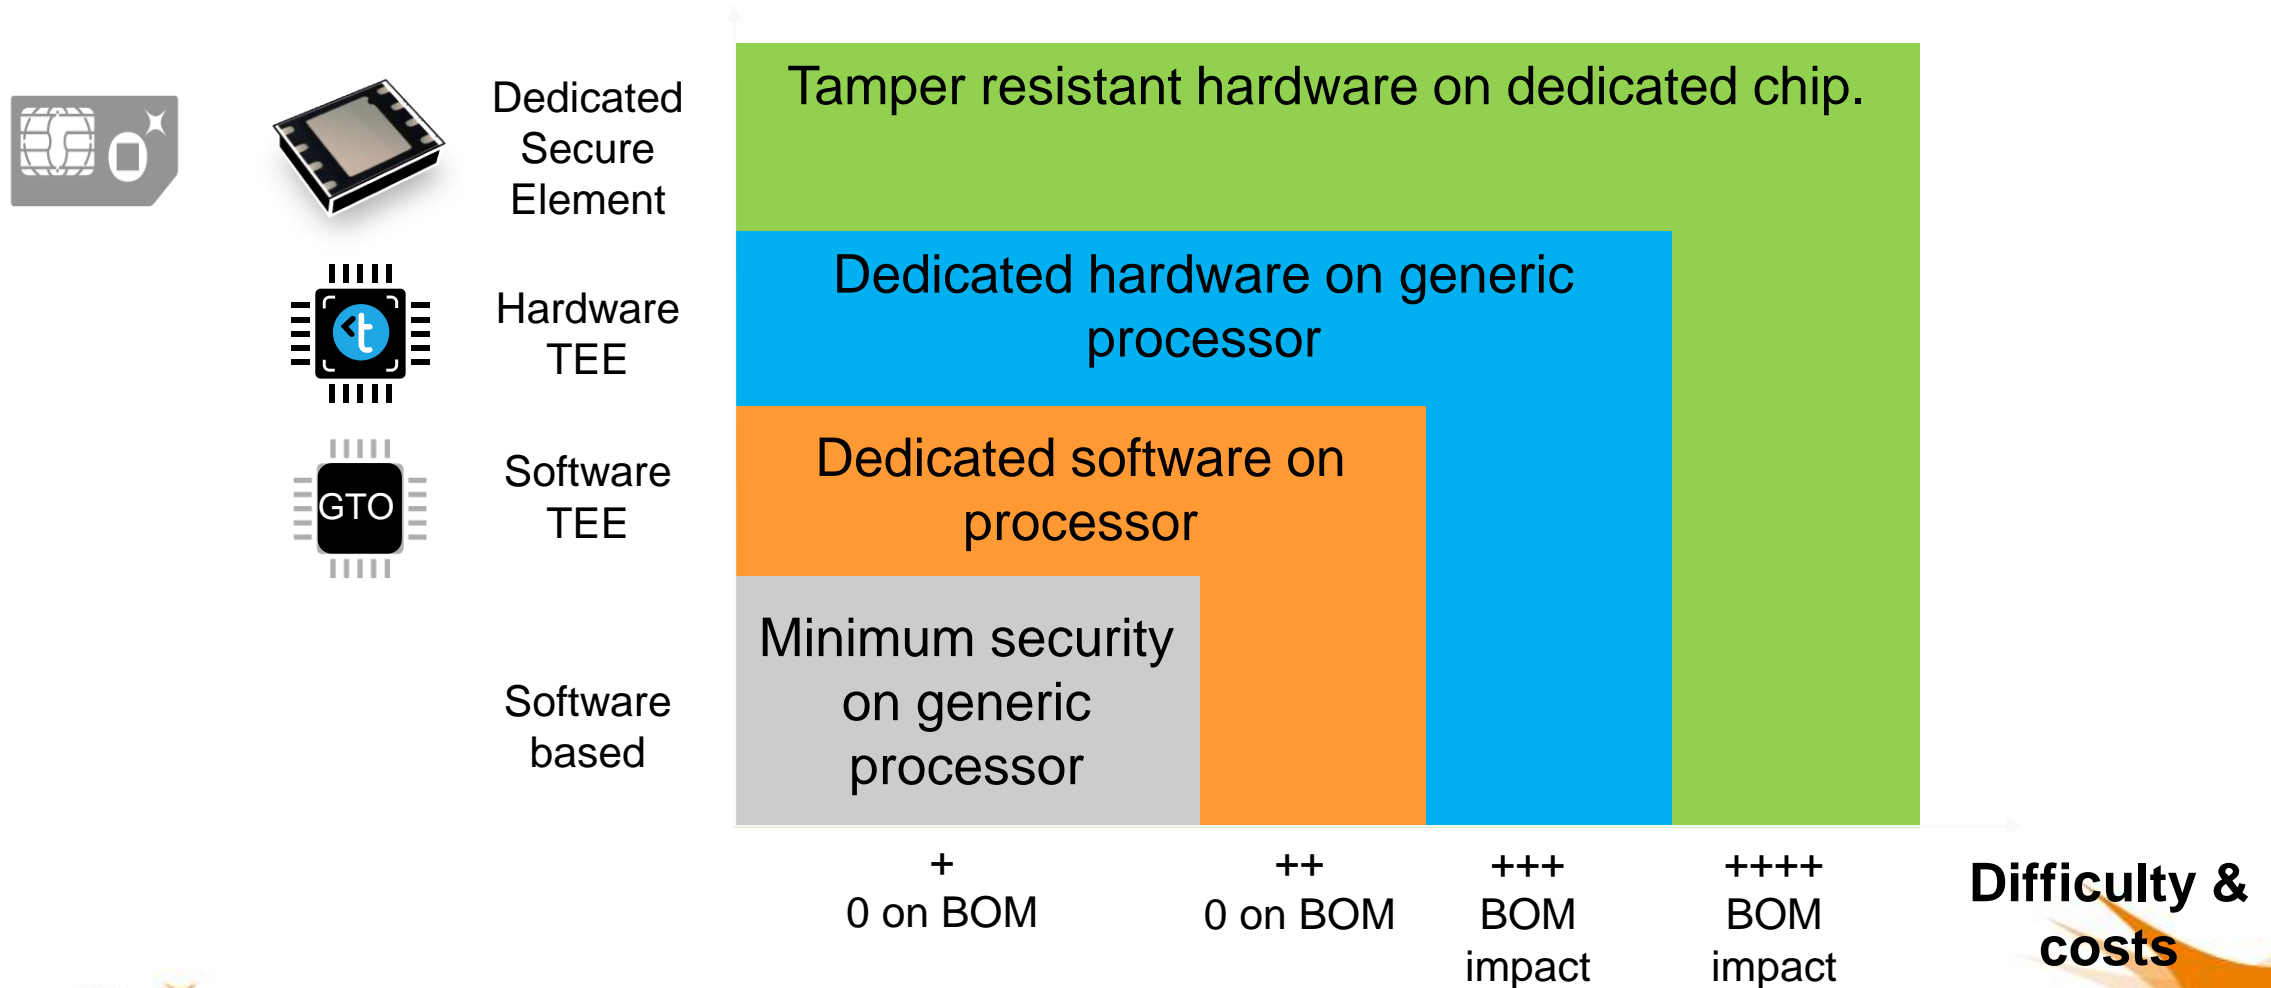 Dedicated
Secure
Element
Tamper resistant hardware on dedicated chip.
Hardware
TEE
Dedicated hardware on generic
processor
GTO
Software
TEE
Dedicated software on
processor
Software
based
Minimum security
on generic
processor
+
0 on BOM
++
0 on BOM
+++
BOM
impact
++++
BOM
impact
Difficulty &
costs